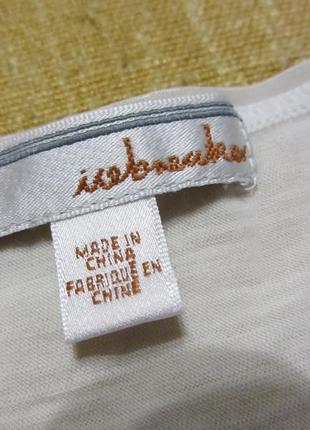 icebreaker
MADE IN
CHINA
FABRIQUÉ EN
CHINE